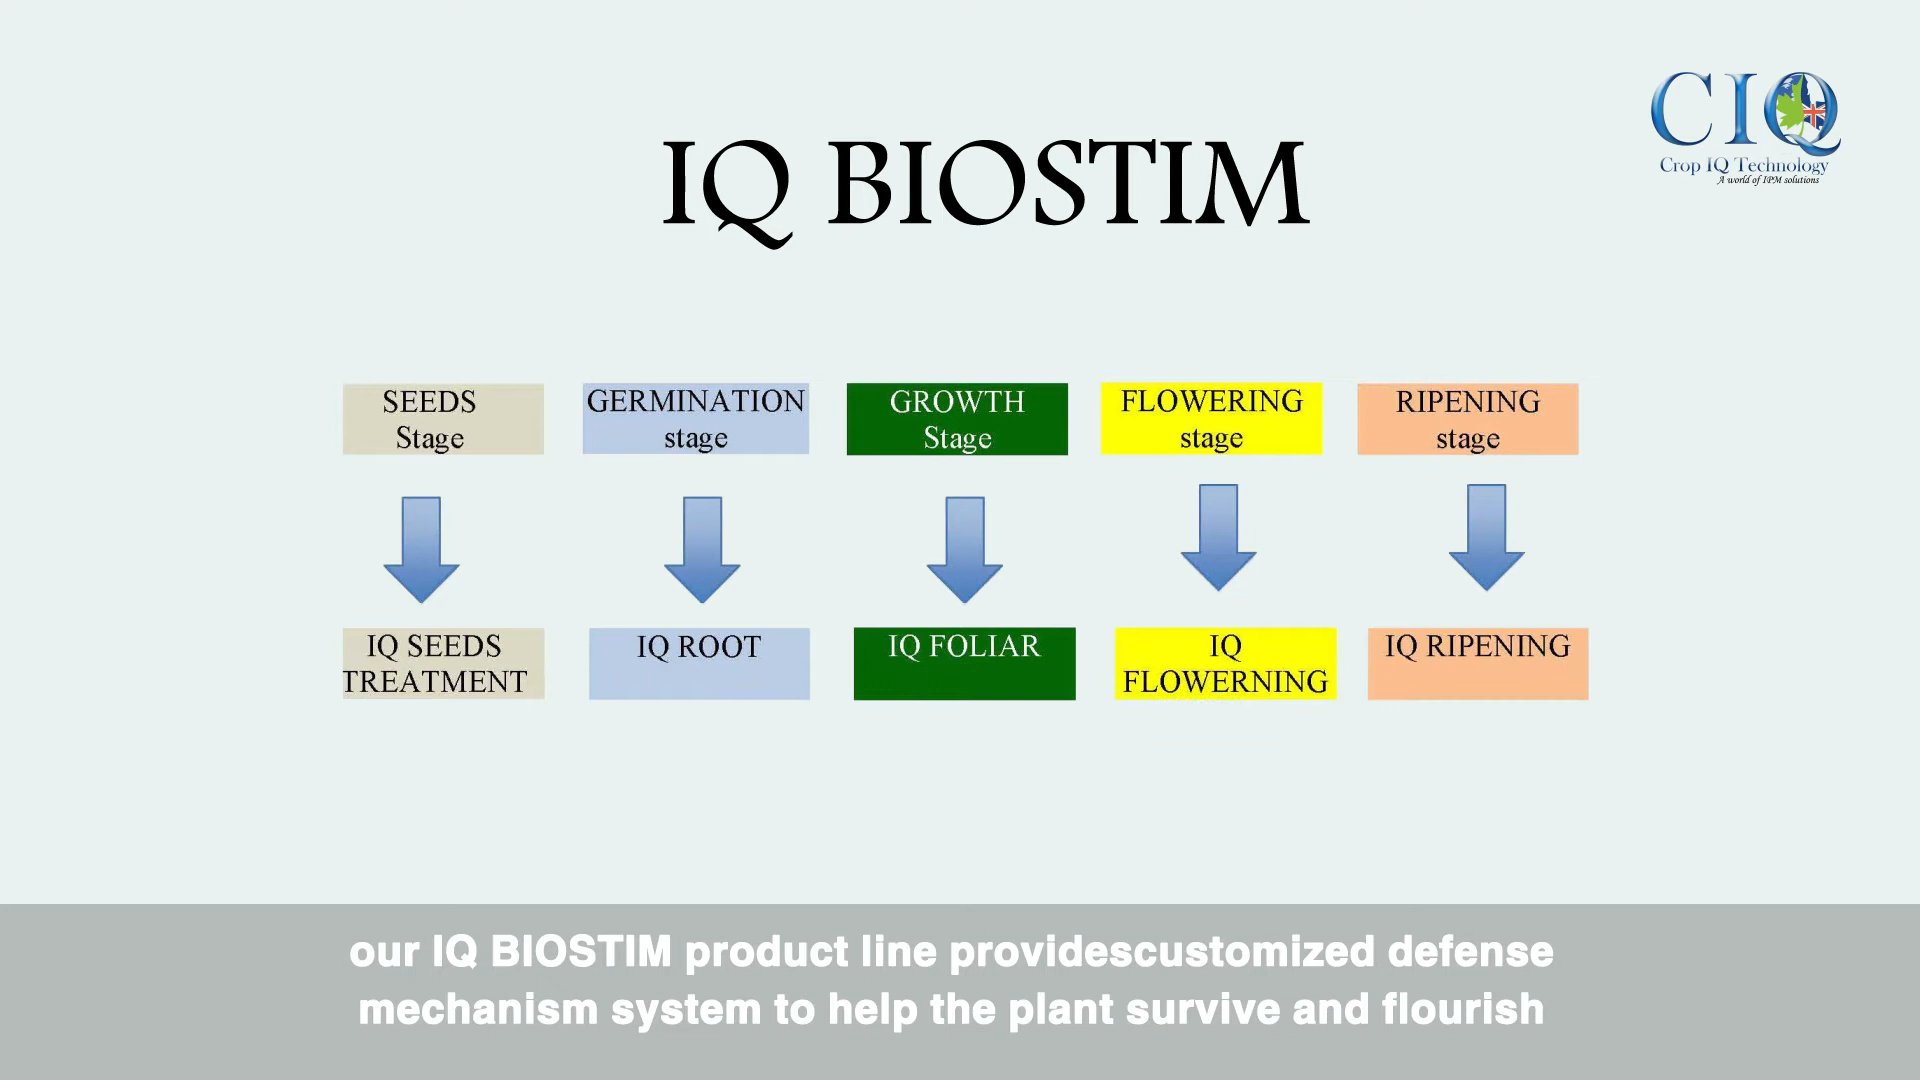 CIQ
Crop IQ Technology
A world of IPM solutions
IQ BIOSTIM
SEEDS
Stage
GERMINATION
stage
GROWTH
Stage
FLOWERING
stage
RIPENING
stage
IQ SEEDS
TREATMENT
IQ ROOT
IQ FOLIAR
IQ
FLOWERNING
IQ RIPENING
our IQ BIOSTIM product line providescustomized defense
mechanism system to help the plant survive and flourish